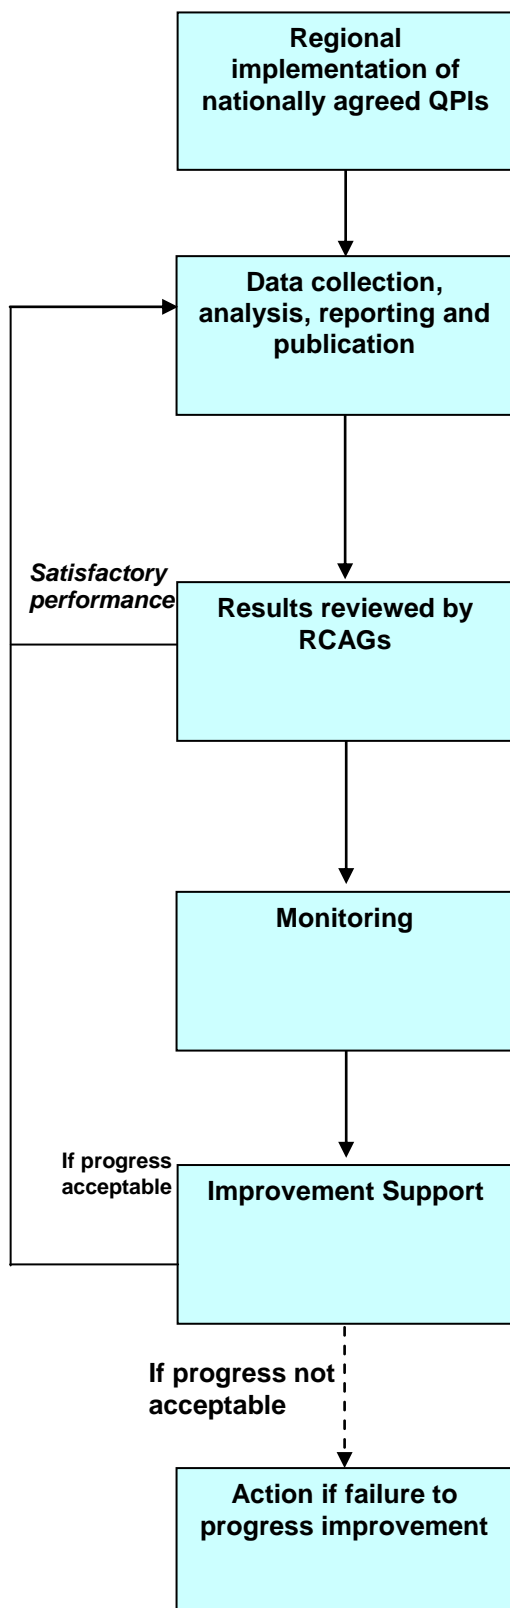 Regional
implementation of
nationally agreed QPIs
Data collection,
analysis, reporting and
publication
Satisfactory
performance
Results reviewed by
RCAGs
Monitoring
If progress
acceptable
Improvement Support
If progress not
acceptable
Action if failure to
progress improvement